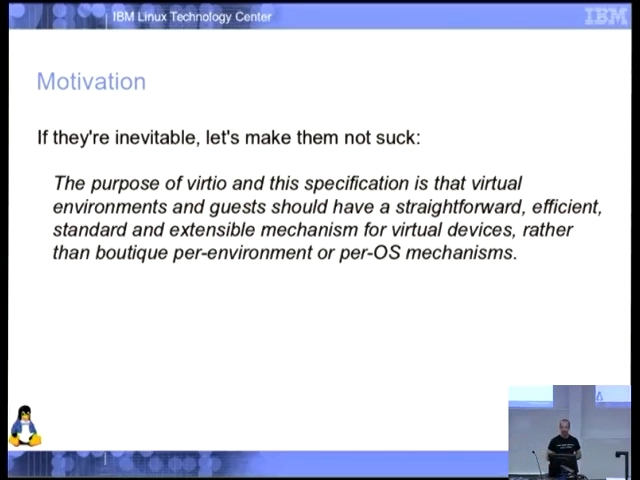 IBM Linux Technology Center
IBM
Motivation
If they're inevitable, let's make them not suck:
The purpose of virtio and this specification is that virtual
environments and guests should have a straightforward, efficient,
standard and extensible mechanism for virtual devices, rather
than boutique per-environment or per-OS mechanisms.